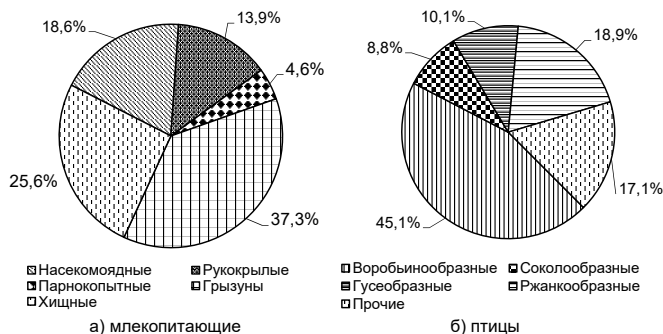 18,6%
13,9%
4,6%
37,3%
25,6%
Насекомоядные Рукокрылые
Парнокопытные Грызуны
Хищные
а) млекопитающие
10,1%
18,9%
8,8%
17,1%
45,1%
Воробьинообразные Соколообразные
Гусеобразные Ржанкообразные
Прочие
б) птицы